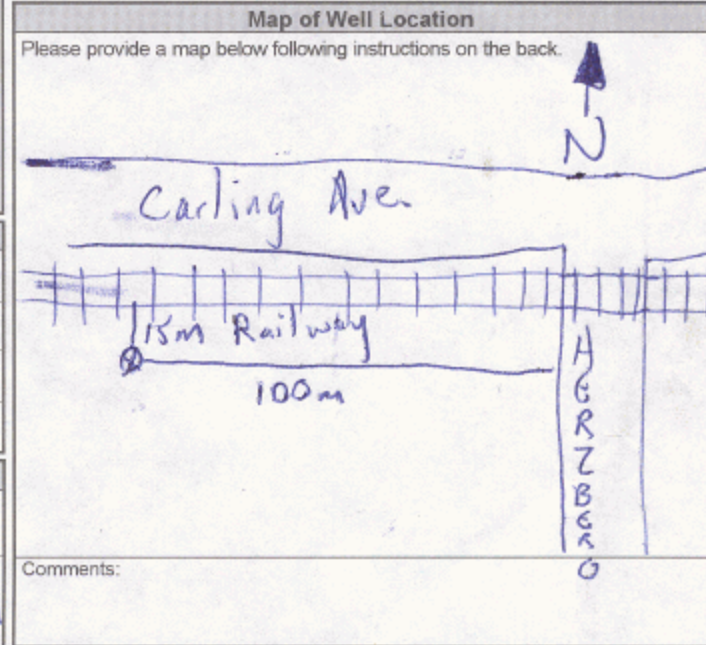 Map of Well Location
Please provide a map below following instructions on the back.
N
Carling Ave.
15m Railway
100m
HERZBERG
Comments: